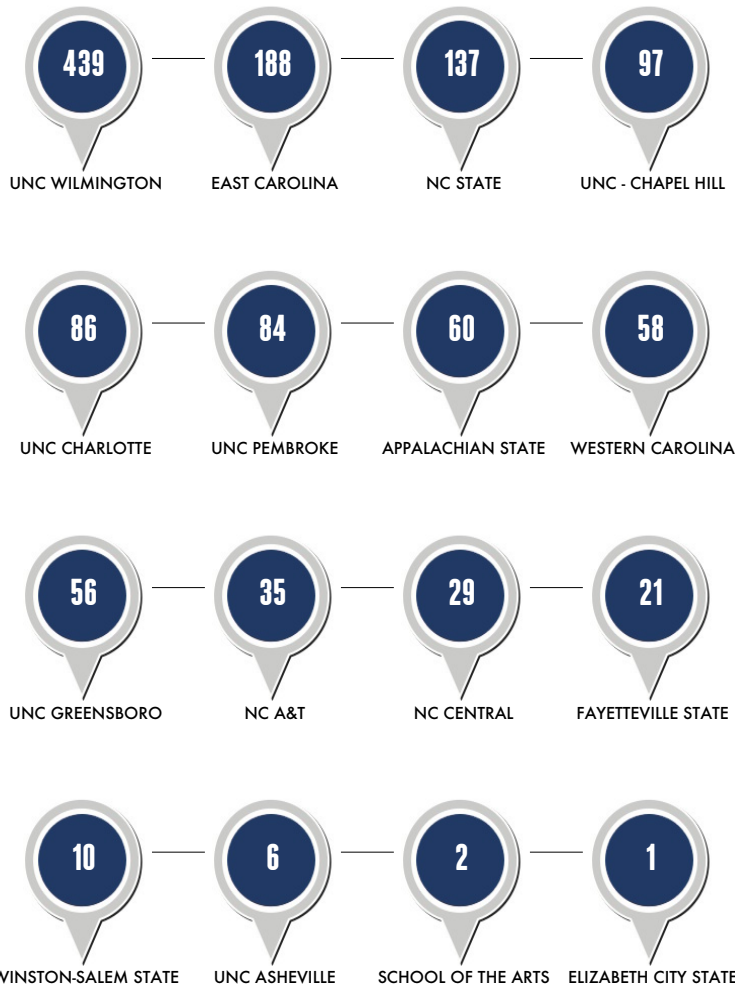 439 188 137 97
UNC WILMINGTON EAST CAROLINA NC STATE UNC - CHAPEL HILL
86 84 60 58
UNC CHARLOTTE UNC PEMBROKE APPALACHIAN STATE WESTERN CAROLINA
56 35 29 21
UNC GREENSBORO NC A&T NC CENTRAL FAYETTEVILLE STATE
10 6 2 1
WINSTON-SALEM STATE UNC ASHEVILLE SCHOOL OF THE ARTS ELIZABETH CITY STATE